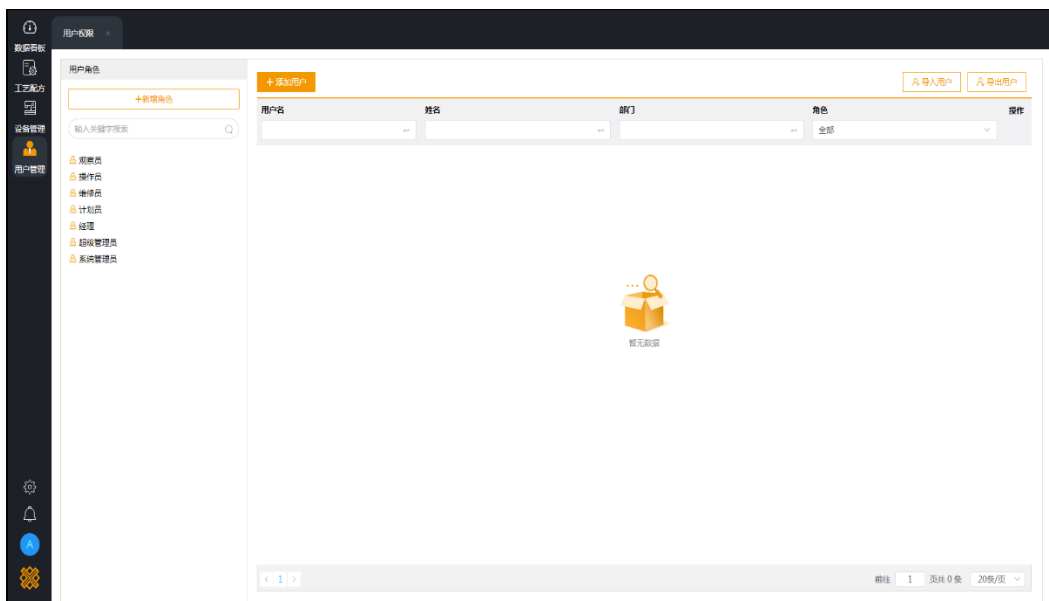 数据看板
工艺配方
设备管理
用户管理
A
用户权限 ×
用户角色
+新增角色
输入关键字搜索
观察员
操作员
维修员
计划员
经理
超级管理员
系统管理员
+ 添加用户
导入用户
导出用户
用户名 姓名 部门 角色 操作
全部
暂无数据
< 1 >
前往 1 页共 0 条 20条/页